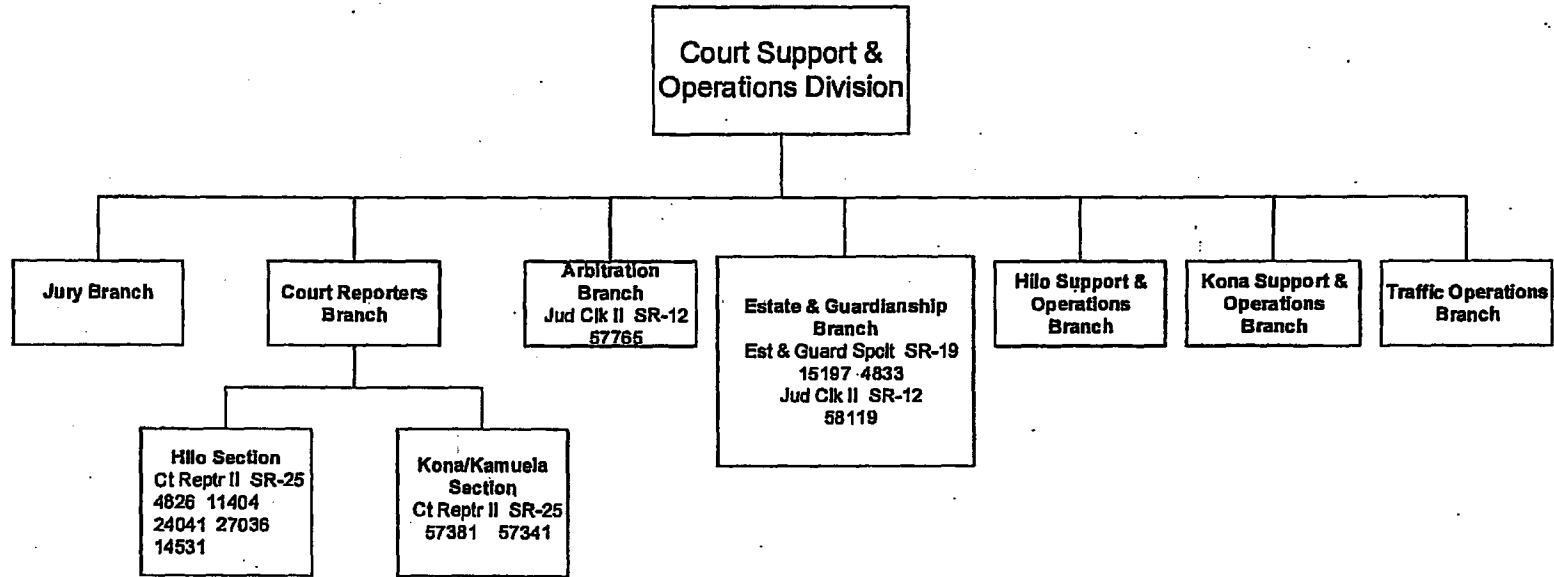 Court Support &
Operations Division
Jury Branch
Court Reporters
Branch
Arbitration
Branch
Jud Clk II SR-12
57765
Estate & Guardianship
Branch
Est & Guard Spclt SR-19
15197 4833
Jud Clk II SR-12
58119
Hilo Support &
Operations
Branch
Kona Support &
Operations
Branch
Traffic Operations
Branch
Hilo Section
Ct Reptr II SR-25
4826 11404
24041 27036
14531
Kona/Kamuela
Section
Ct Reptr II SR-25
57381 57341